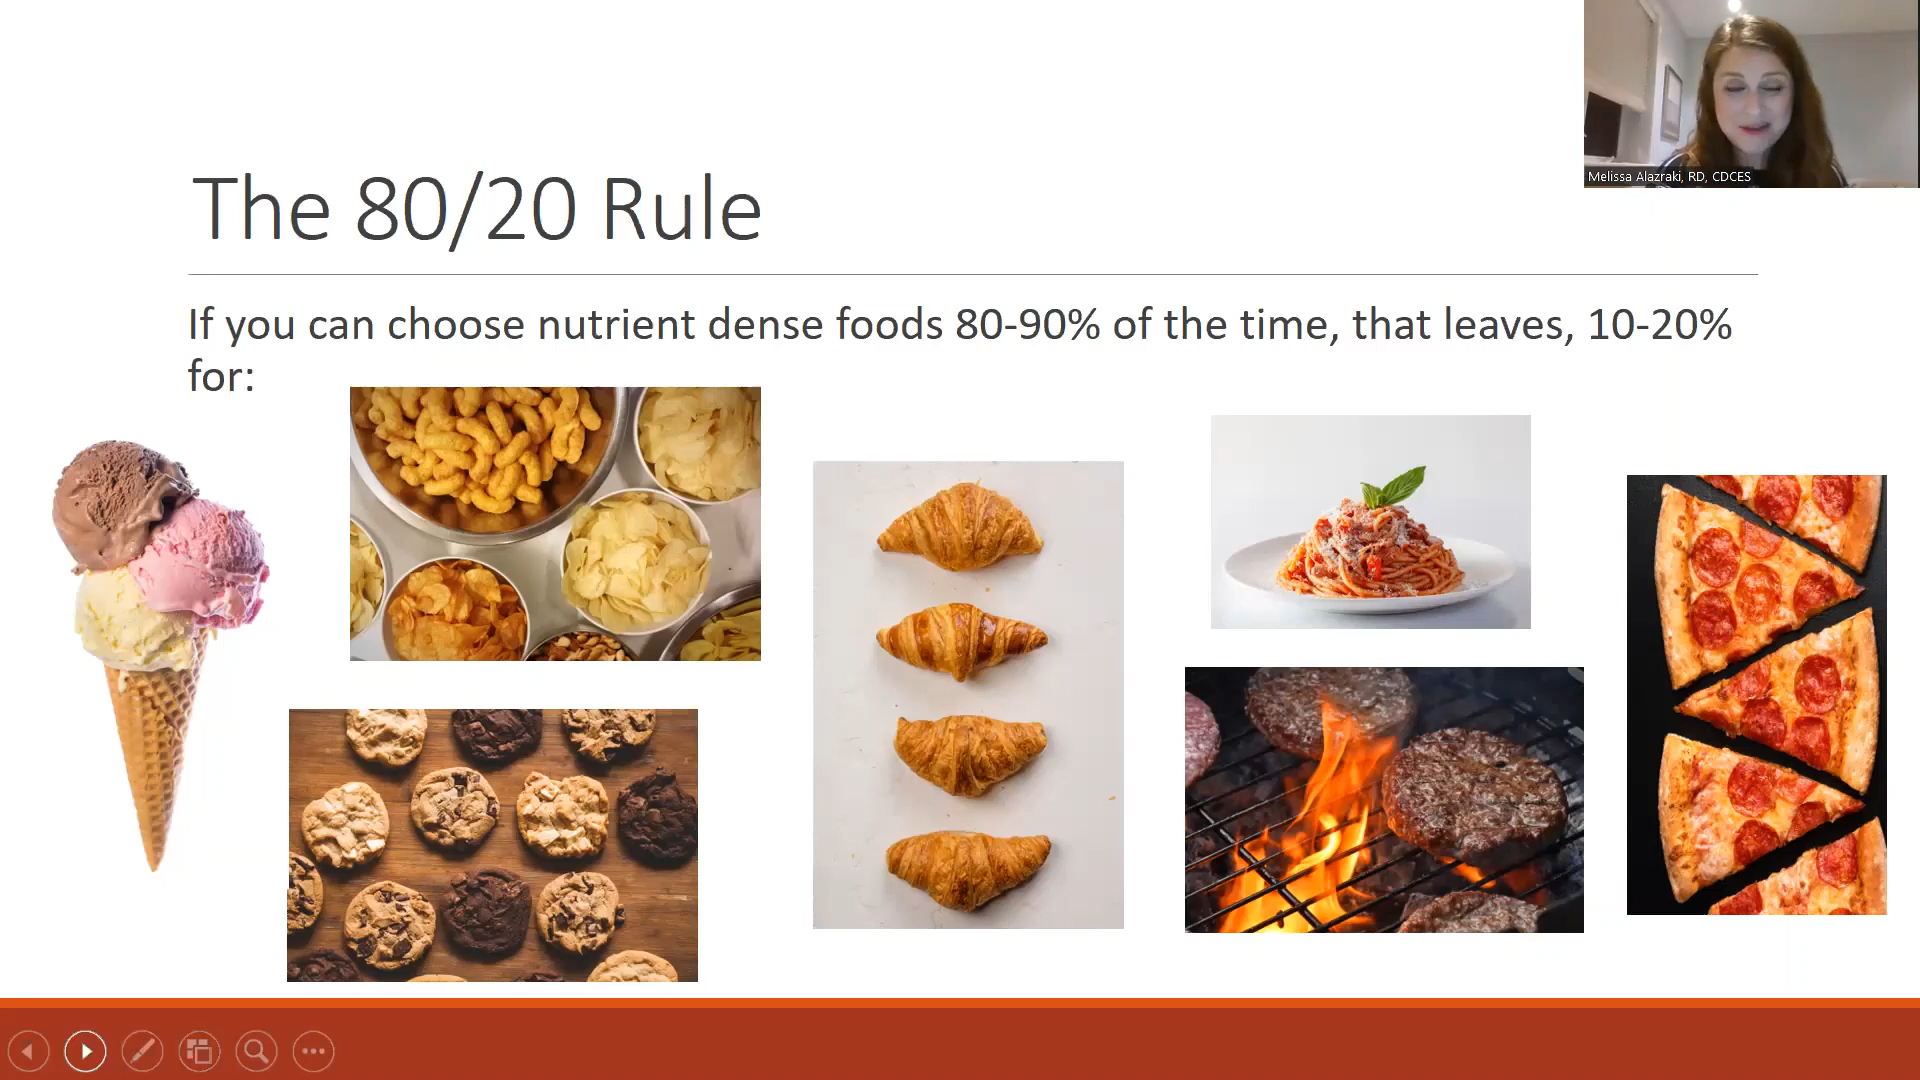 The 80/20 Rule
If you can choose nutrient dense foods 80-90% of the time, that leaves, 10-20%
for:
Melissa Alazraki, RD, CDCES